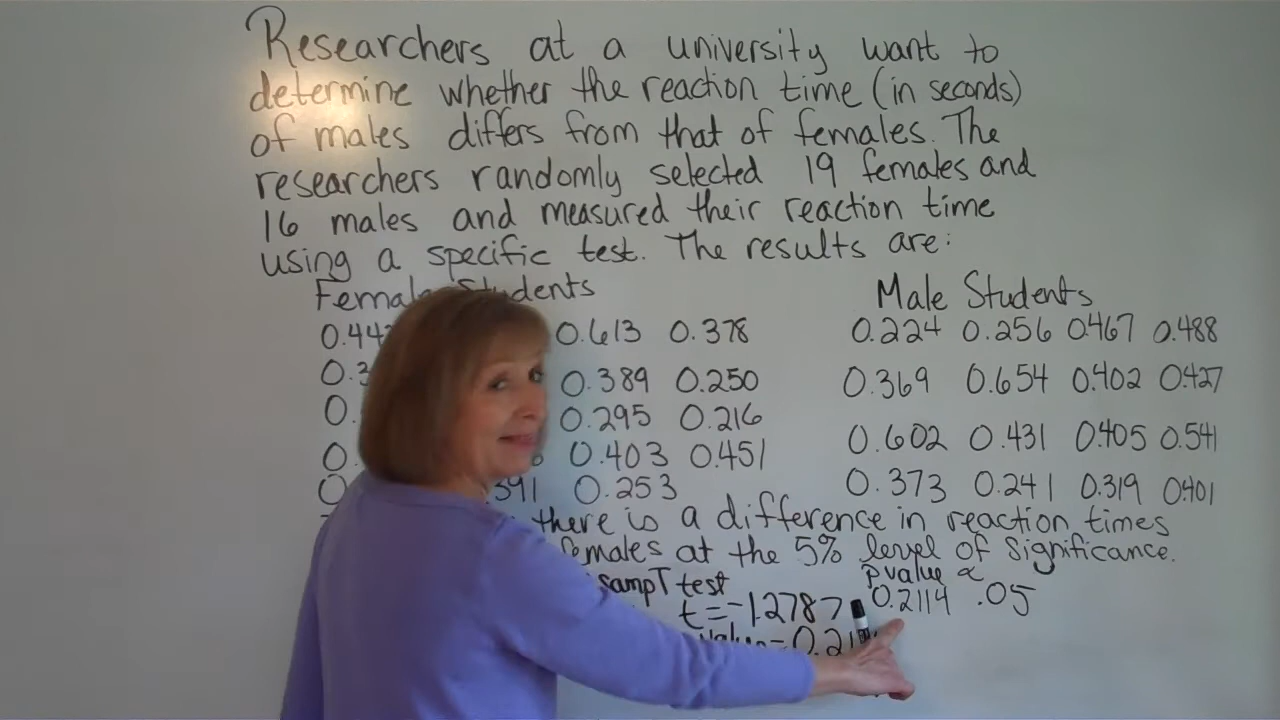 Researchers at a university want to
determine whether the reaction time (in seconds)
of males differs from that of females. The
researchers randomly selected 19 females and
16 males and measured their reaction time
using a specific test. The results are:
Students Male Students
0.613 0.378 0.224 0.256 0.467 0.488
0.389 0.250 0.369 0.654 0.402 0.427
0.295 0.216 0.602 0.431 0.405 0.541
0.403 0.451 0.373 0.241 0.319 0.401
0.253
there is a difference in reaction times
females at the 5% level of significance.
SampT test p value ∝
t = -1.2787 0.2114 .05